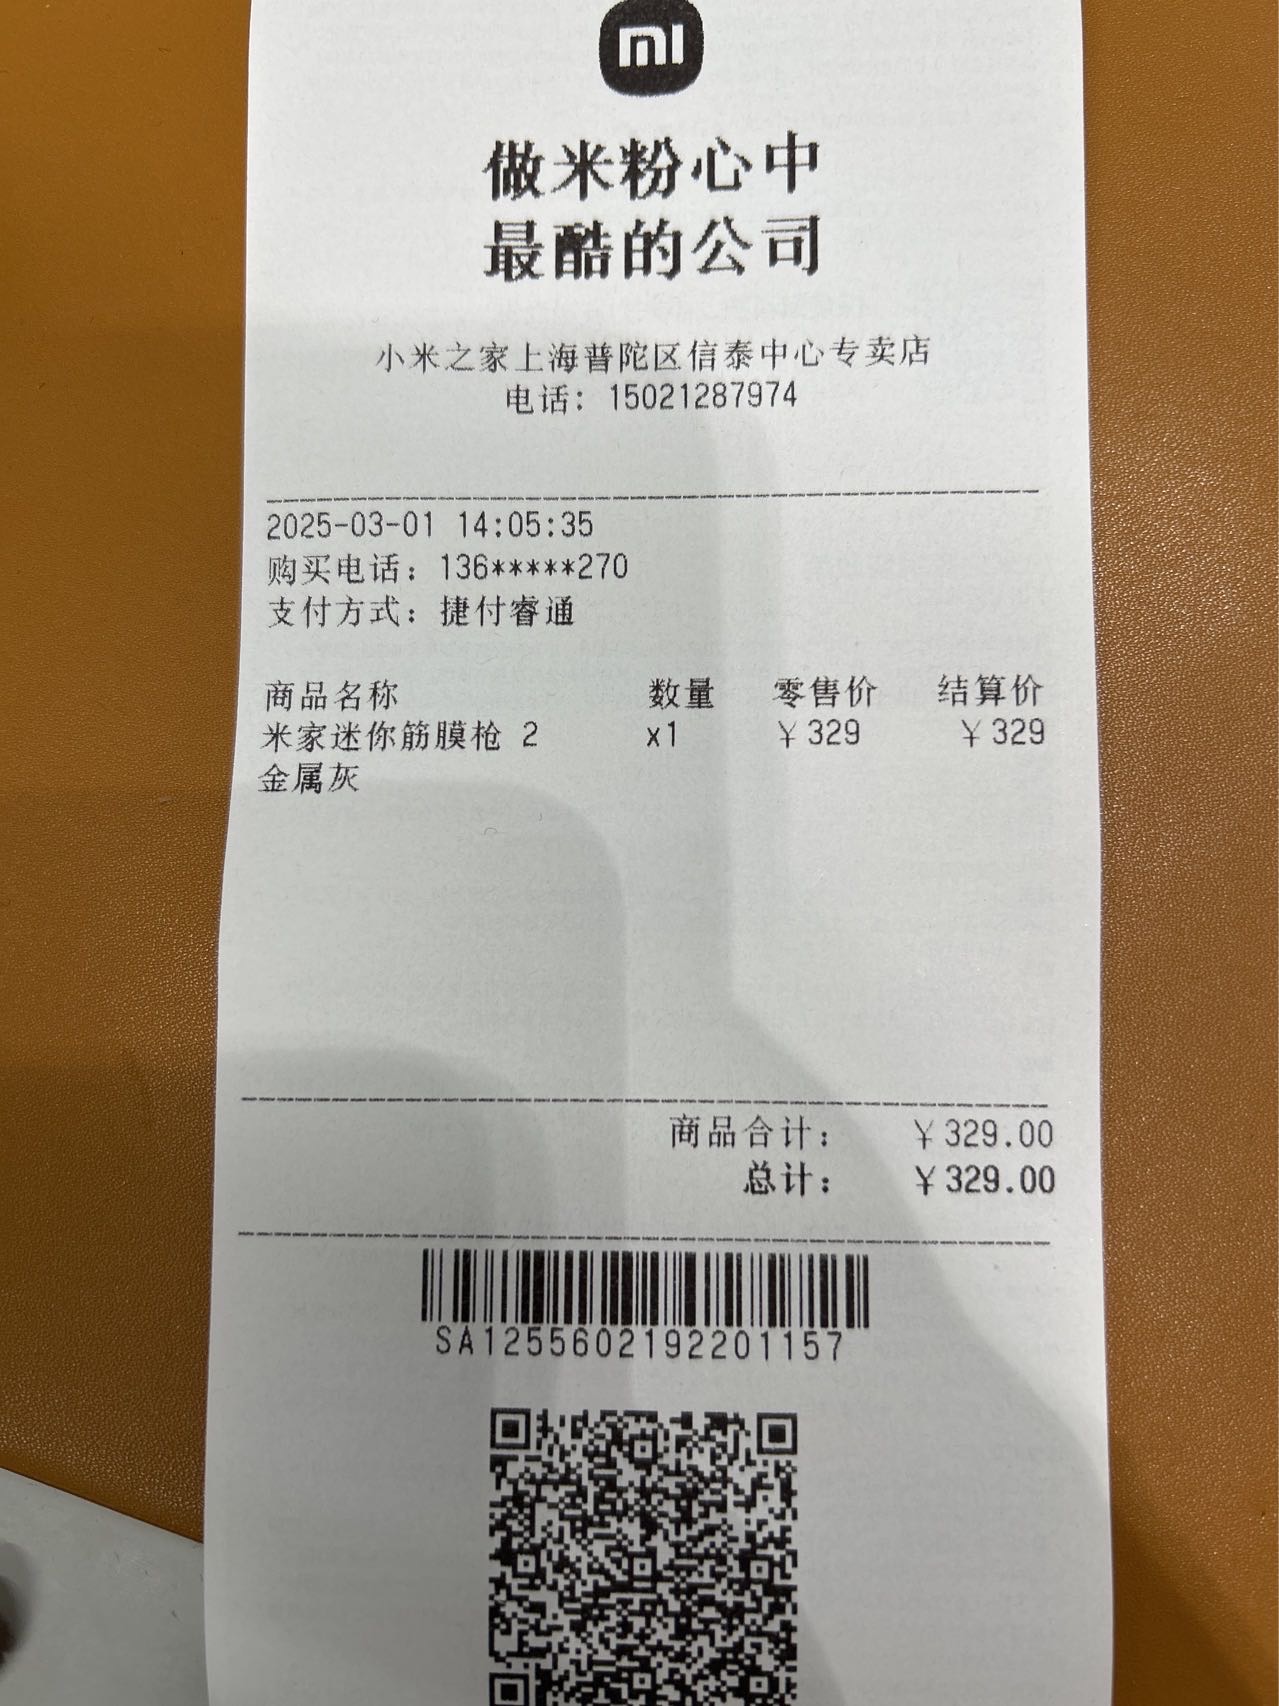 mi
做米粉心中
最酷的公司
小米之家上海普陀区信泰中心专卖店
电话: 15021287974
2025-03-01 14:05:35
购买电话: 136*****270
支付方式: 捷付睿通
商品名称 数量 零售价 结算价
米家迷你筋膜枪 2 x1 ￥329 ￥329
金属灰
商品合计: ￥329.00
总计: ￥329.00
SA1255602192201157